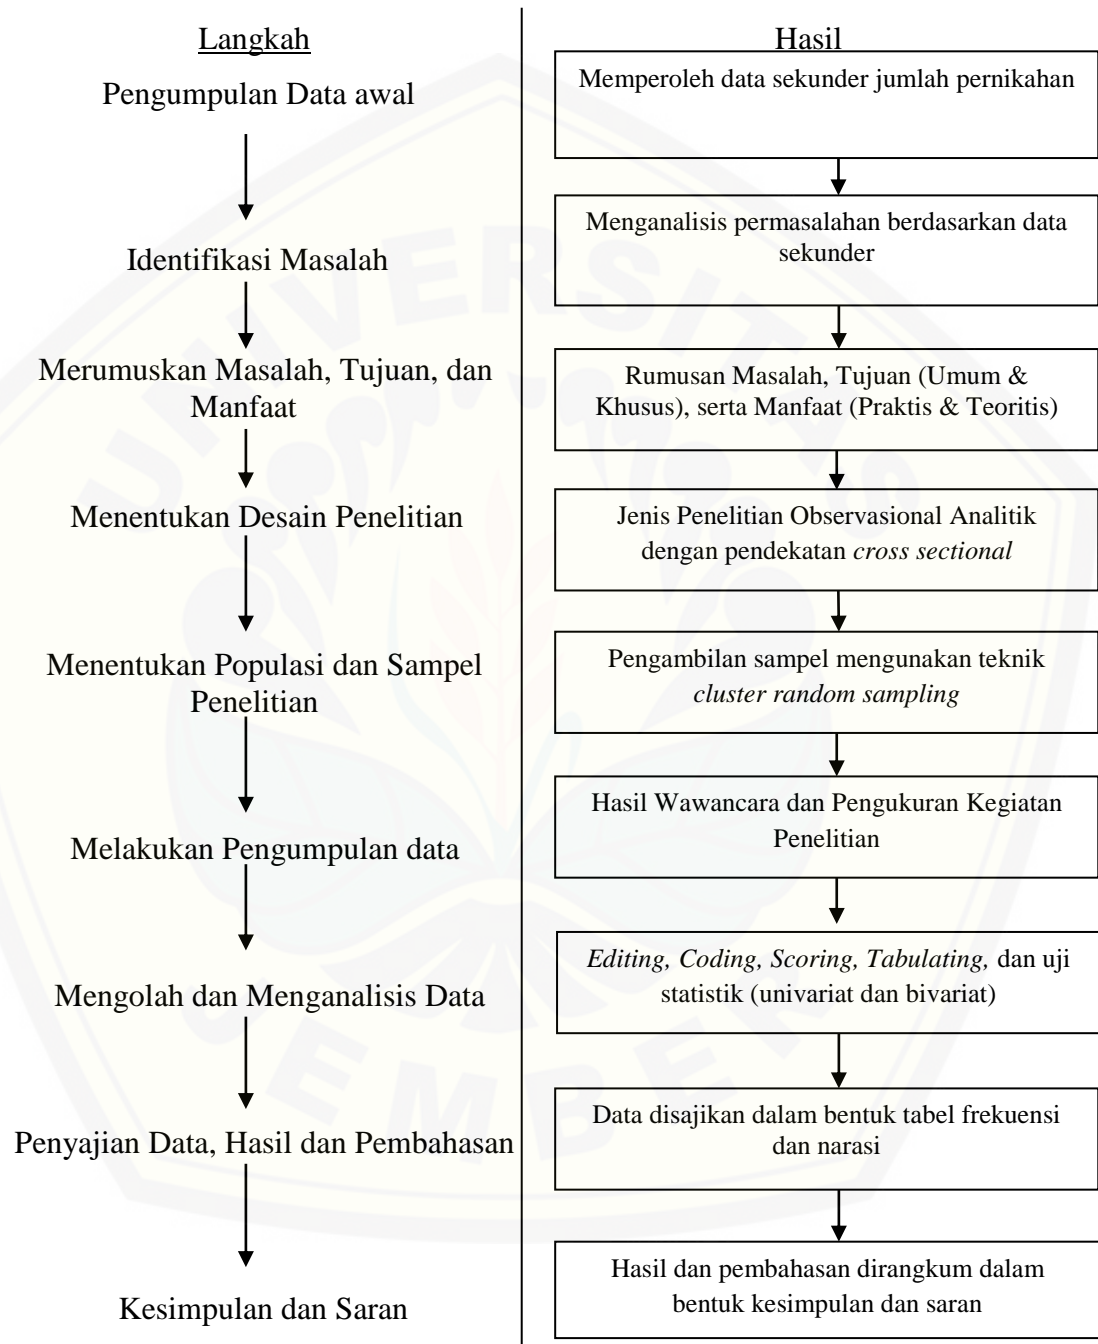 Langkah
Pengumpulan Data awal
Identifikasi Masalah
Merumuskan Masalah, Tujuan, dan
Manfaat
Menentukan Desain Penelitian
Menentukan Populasi dan Sampel
Penelitian
Melakukan Pengumpulan data
Mengolah dan Menganalisis Data
Penyajian Data, Hasil dan Pembahasan
Kesimpulan dan Saran
Hasil
Memperoleh data sekunder jumlah pernikahan
Menganalisis permasalahan berdasarkan data
sekunder
Rumusan Masalah, Tujuan (Umum &
Khusus), serta Manfaat (Praktis & Teoritis)
Jenis Penelitian Observasional Analitik
dengan pendekatan cross sectional
Pengambilan sampel mengunakan teknik
cluster random sampling
Hasil Wawancara dan Pengukuran Kegiatan
Penelitian
Editing, Coding, Scoring, Tabulating, dan uji
statistik (univariat dan bivariat)
Data disajikan dalam bentuk tabel frekuensi
dan narasi
Hasil dan pembahasan dirangkum dalam
bentuk kesimpulan dan saran
UNIVERSITAS
JEMBER